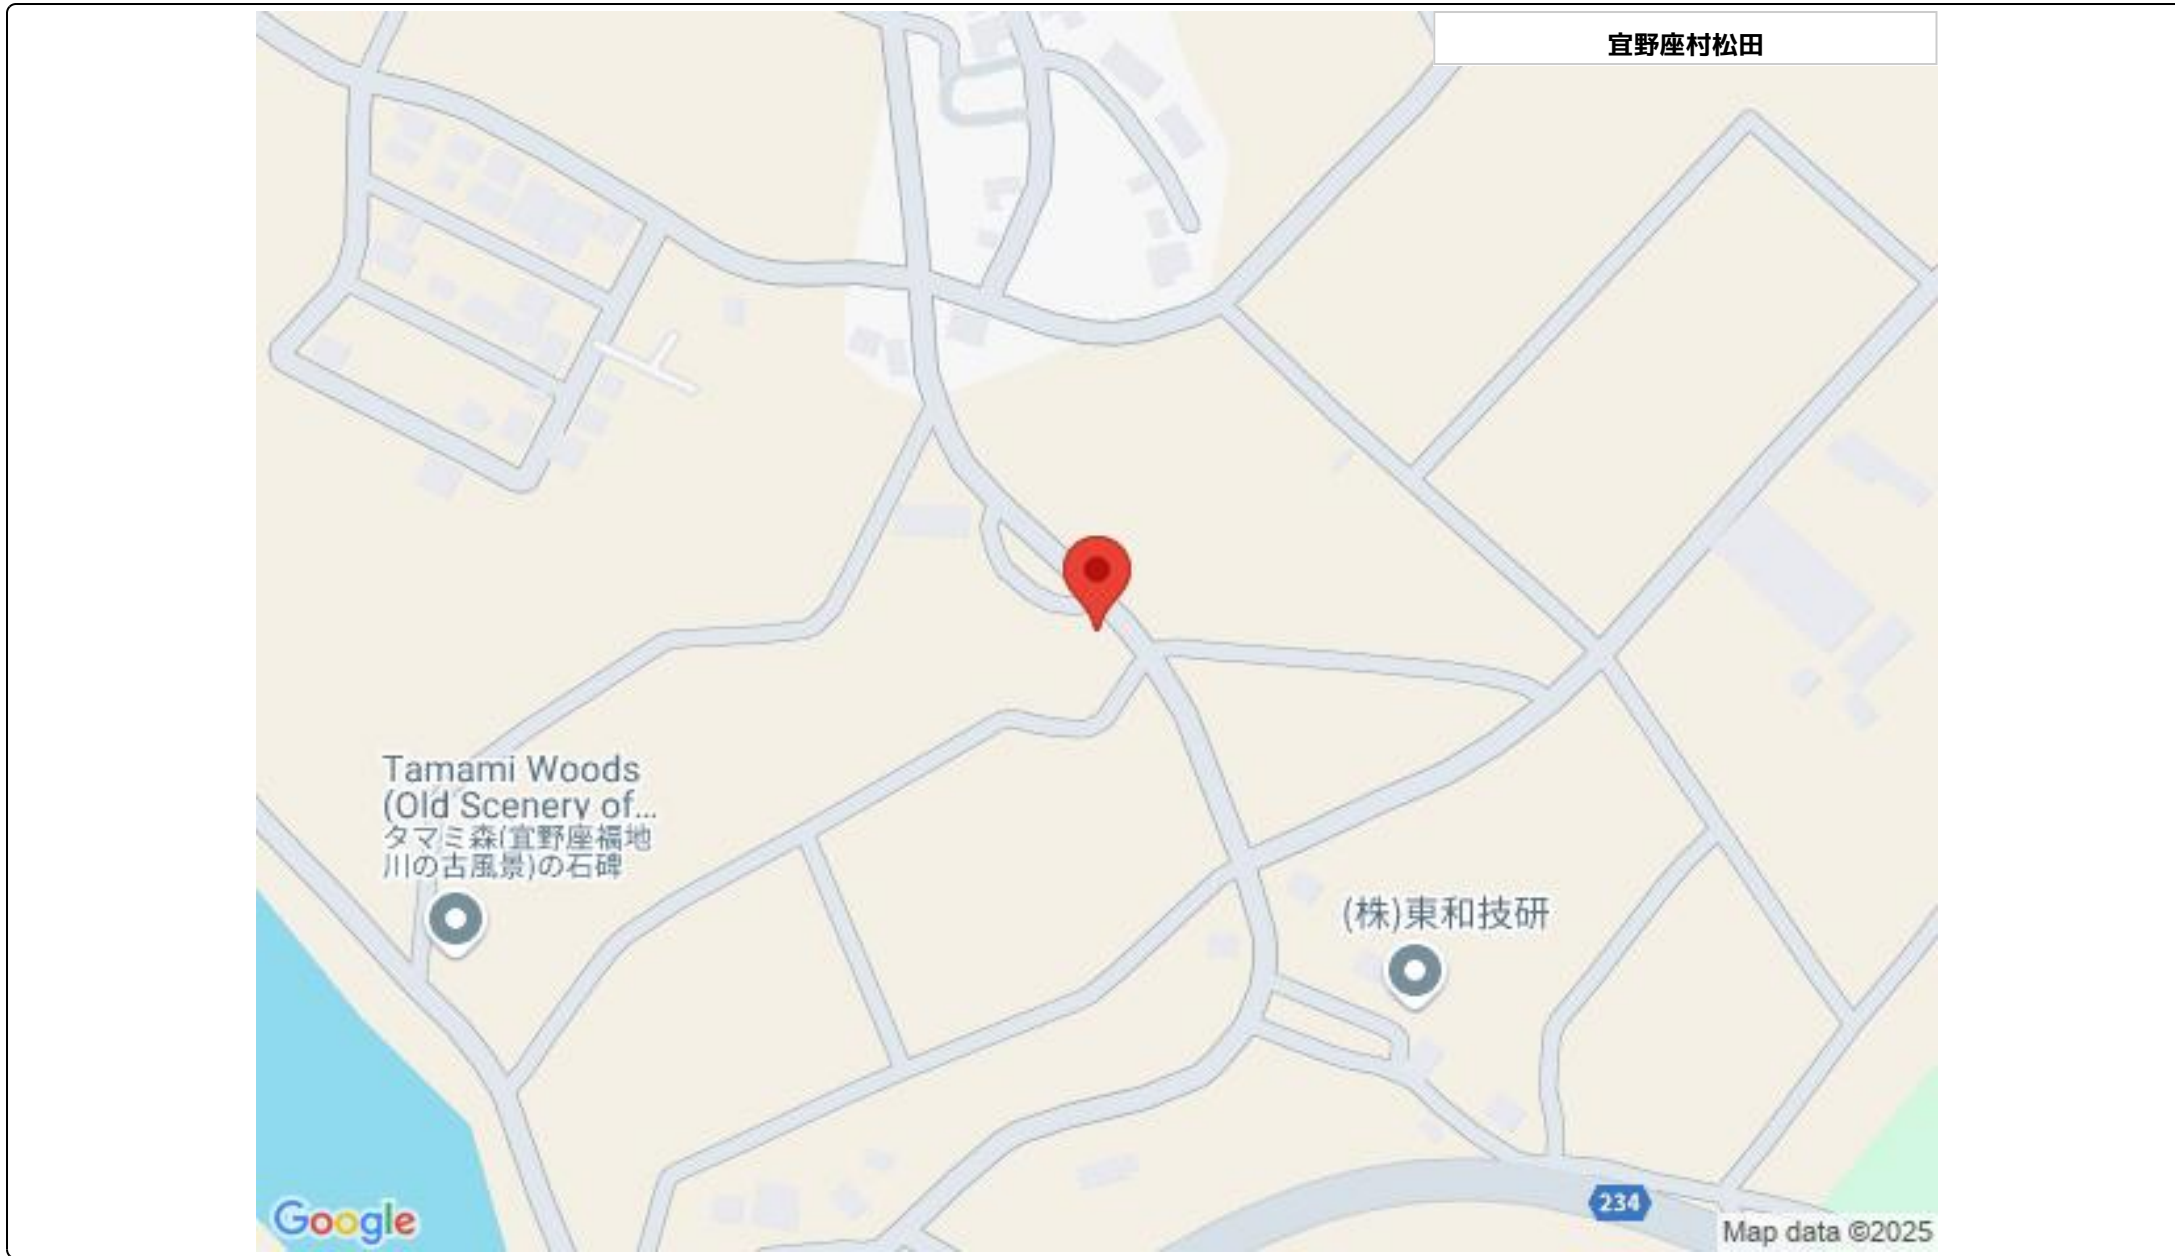 宜野座村松田
Tamami Woods
(Old Scenery of...
タマミ森(宜野座福地
川の古風景)の石碑
(株)東和技研
234
Google
Map data ©2025